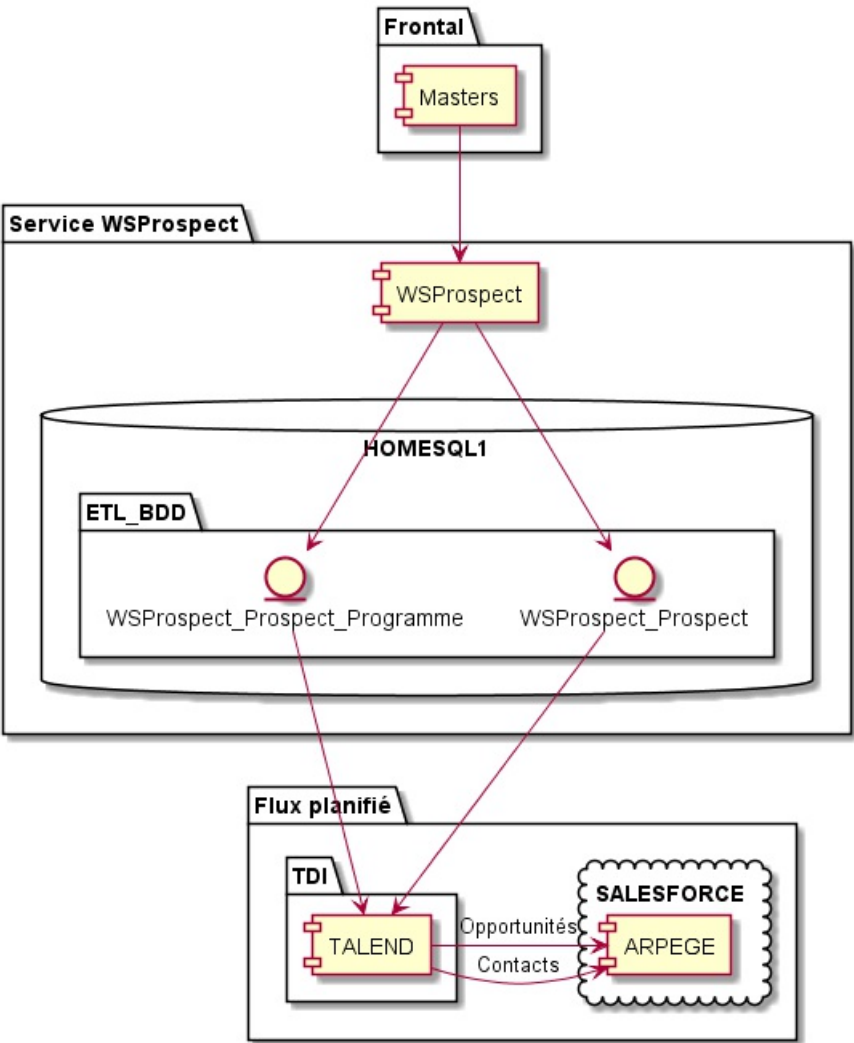 Frontal
Masters
Service WSProspect
WSProspect
HOMESQL1
ETL_BDD
WSProspect_Prospect_Programme
WSProspect_Prospect
Flux planifié
TDI
SALESFORCE
TALEND
Opportunités
Contacts
ARPEGE